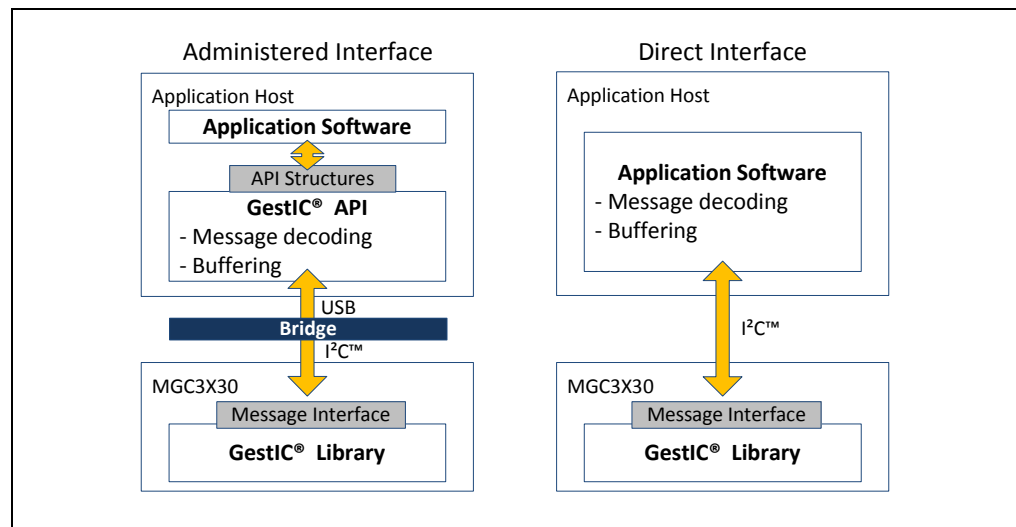 Administered Interface
Application Host
Application Software
API Structures
GestIC® API
- Message decoding
- Buffering
USB
Bridge
I²C™
MGC3X30
Message Interface
GestIC® Library
Direct Interface
Application Host
Application Software
- Message decoding
- Buffering
I²C™
MGC3X30
Message Interface
GestIC® Library